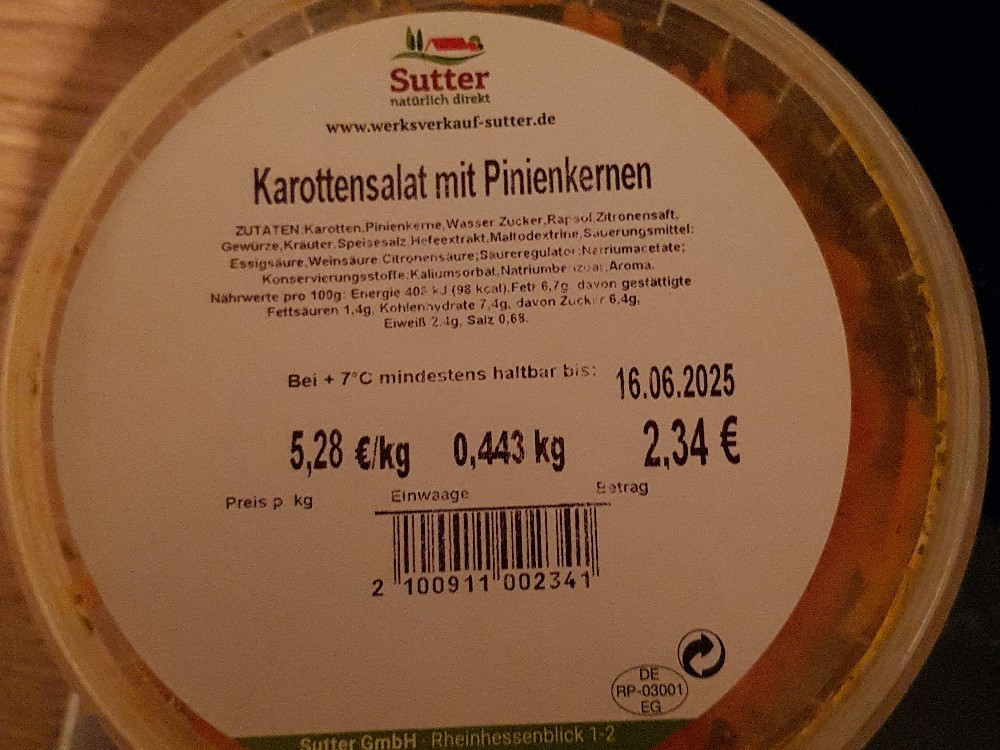 Sutter
natürlich direkt
www.werksverkauf-sutter.de
Karottensalat mit Pinienkernen
ZUTATEN:Karotten,Pinienkerne,Wasser Zucker,Rapsol,Zitronensaft,
Gewürze,Kräuter,Speisesalz,Hefeextrakt,Maltodextrine,Säuerungsmittel:
Essigsäure,Weinsäure Citronensäure;Säureregulator:Natriumacetate;
Konservierungsstoffe:Kaliumsorbat,Natriumbenzoat,Aroma.
Nährwerte pro 100g: Energie 408 kJ (98 kcal),Fett 6,7g davon gestättigte
Fettsäuren 1,4g, Kohlenhydrate 7,4g, davon Zucker 6,4g,
Eiweiß 2,4g, Salz 0,68.
Bei + 7°C mindestens haltbar bis: 16.06.2025
5,28 €/kg 0,443 kg 2,34 €
Preis p kg Einwaage Betrag
2 100911 002341
DE
RP-03001
EG
Sutter GmbH · Rheinhessenblick 1-2